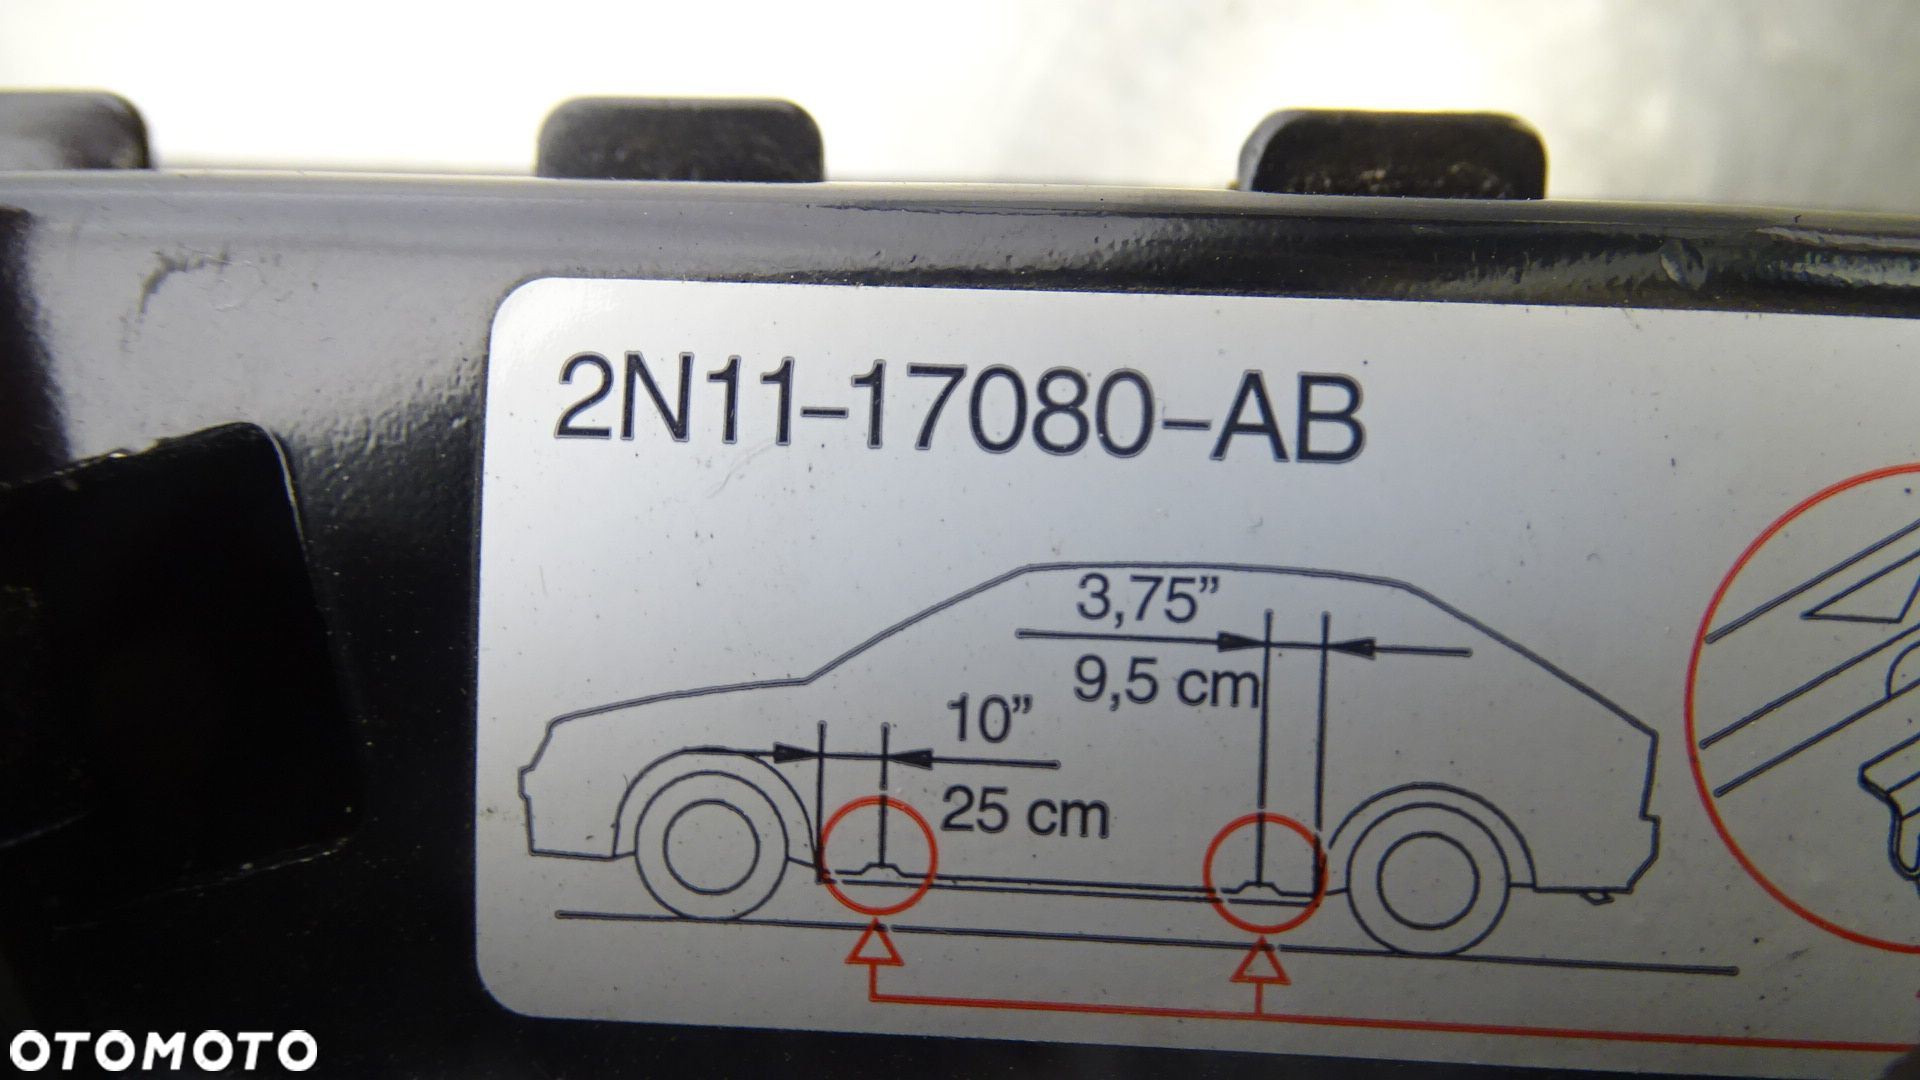 2N11-17080-AB
3,75”
9,5 cm
10”
25 cm
OTOMOTO